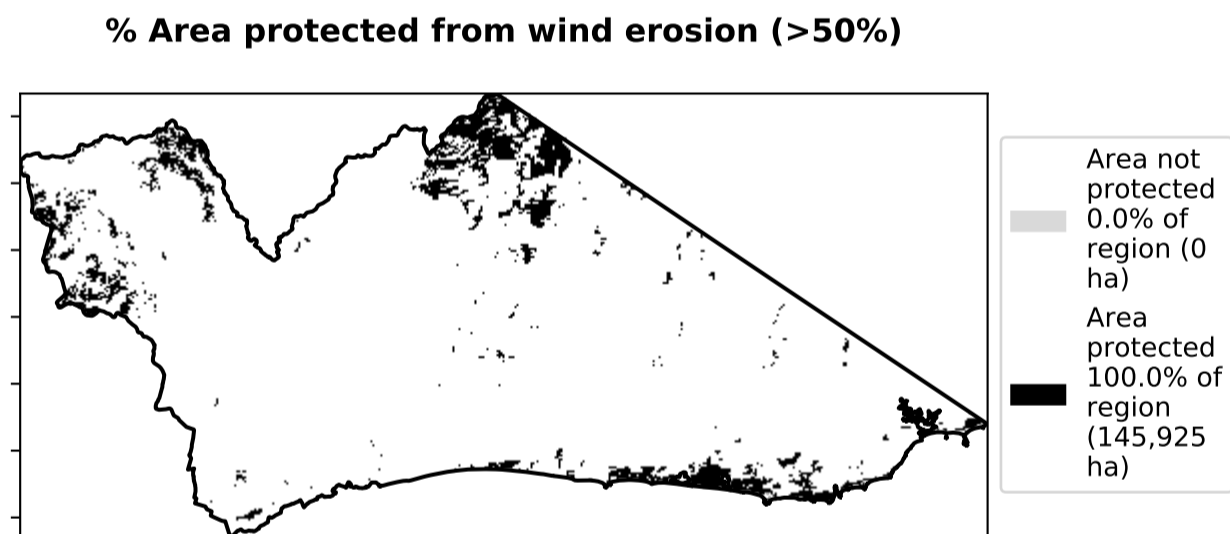 % Area protected from wind erosion (>50%)
Area not
protected
0.0% of
region (0
ha)
Area
protected
100.0% of
region
(145,925
ha)